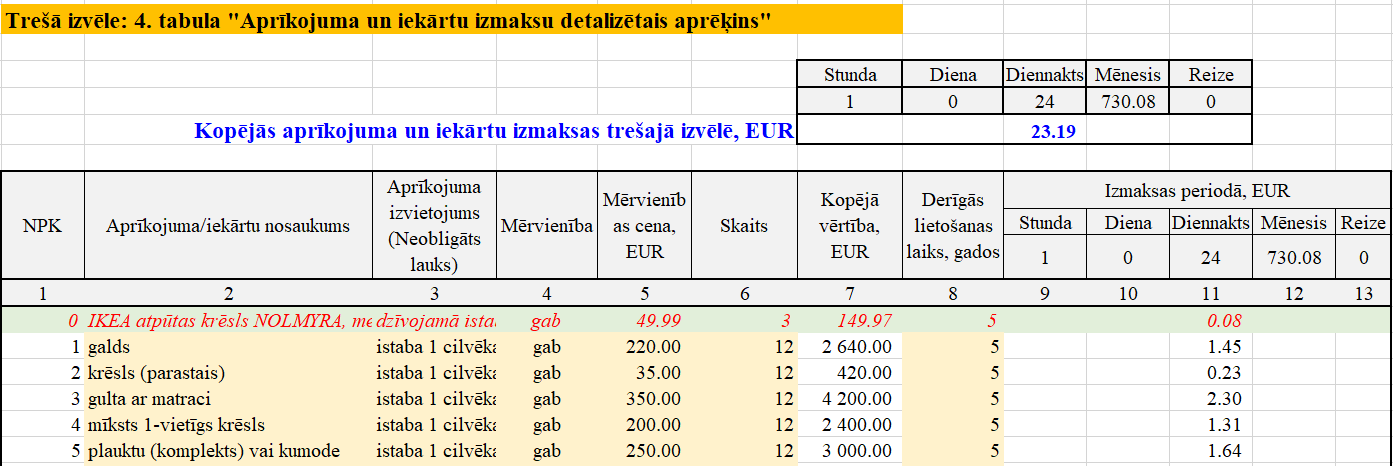 Trešā izvēle: 4. tabula "Aprīkojuma un iekārtu izmaksu detalizētais aprēķins"
Stunda Diena Diennakts Mēnesis Reize
1 0 24 730.08 0
Kopējās aprīkojuma un iekārtu izmaksas trešajā izvēlē, EUR 23.19
NPK Aprīkojuma/iekārtu nosaukums Aprīkojuma izvietojums (Neobligāts lauks) Mērvienība Mērvienīb as cena, EUR Skaits Kopējā vērtība, EUR Derīgās lietošanas laiks, gados Izmaksas periodā, EUR
Stunda Diena Diennakts Mēnesis Reize
1 0 24 730.08 0
1 2 3 4 5 6 7 8 9 10 11 12 13
0 IKEA atpūtas krēsls NOLMYRA, me dzīvojamā ista gab 49.99 3 149.97 5 0.08
1 galds istaba 1 cilvēka gab 220.00 12 2 640.00 5 1.45
2 krēsls (parastais) istaba 1 cilvēka gab 35.00 12 420.00 5 0.23
3 gulta ar matraci istaba 1 cilvēka gab 350.00 12 4 200.00 5 2.30
4 mīksts 1-vietīgs krēsls istaba 1 cilvēka gab 200.00 12 2 400.00 5 1.31
5 plauktu (komplekts) vai kumode istaba 1 cilvēka gab 250.00 12 3 000.00 5 1.64